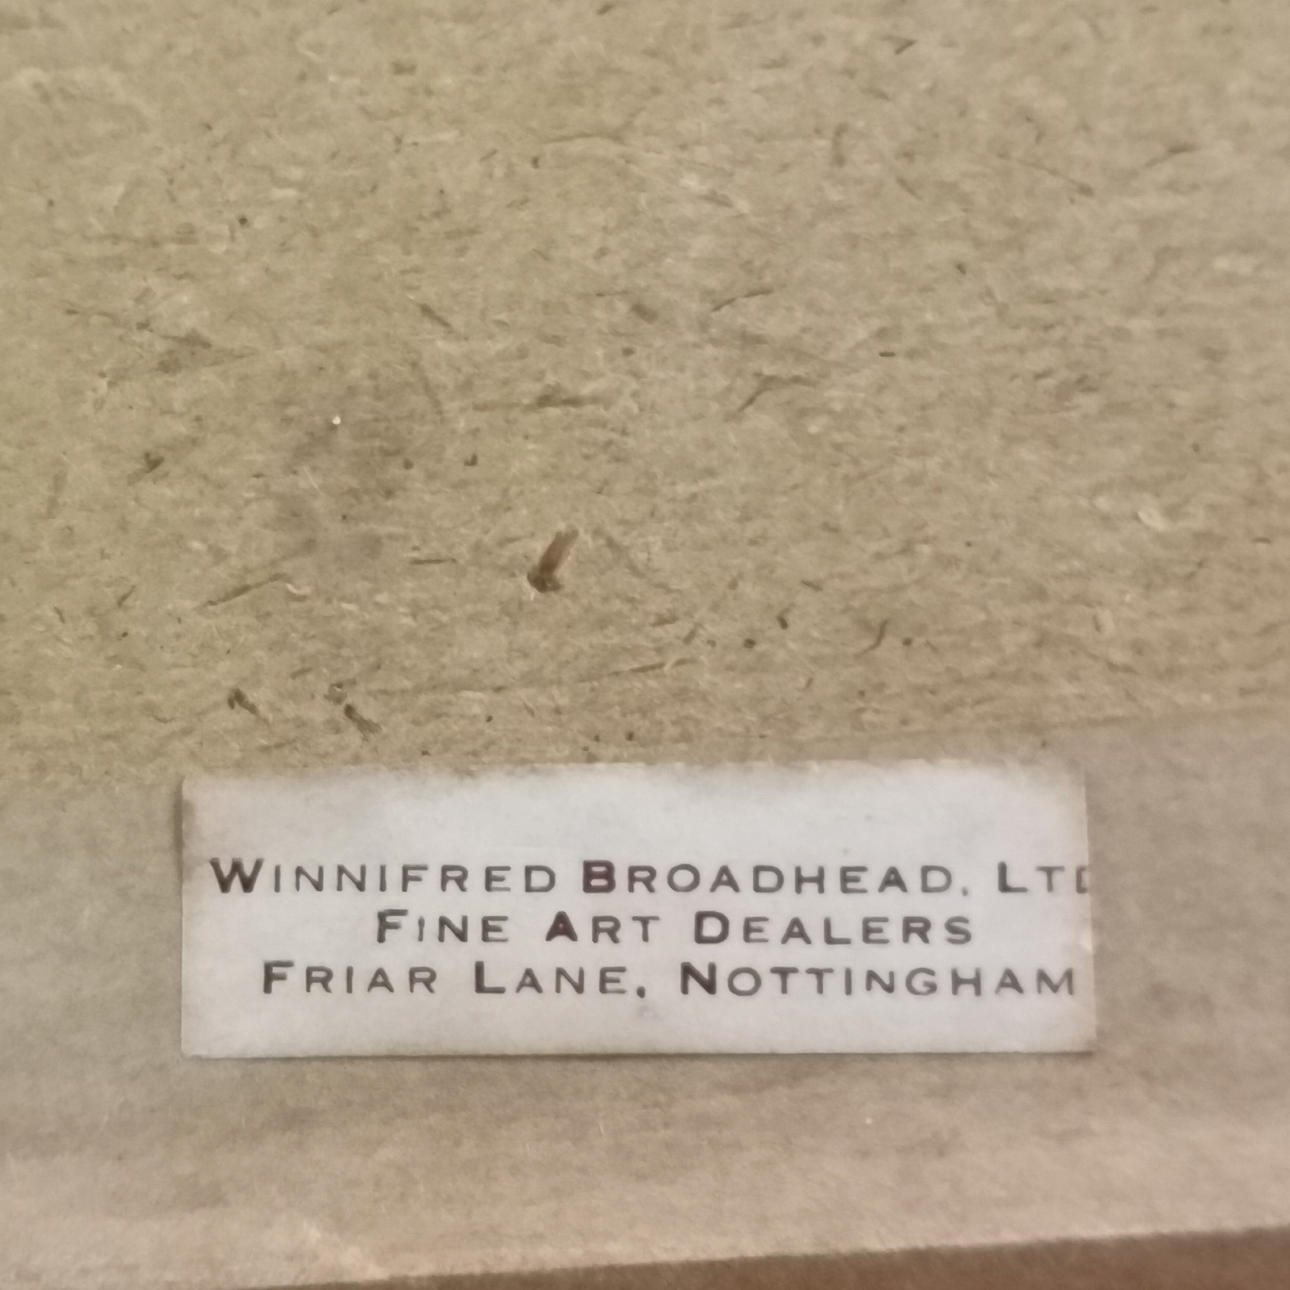 WINNIFRED BROADHEAD, LTD
FINE ART DEALERS
FRIAR LANE, NOTTINGHAM